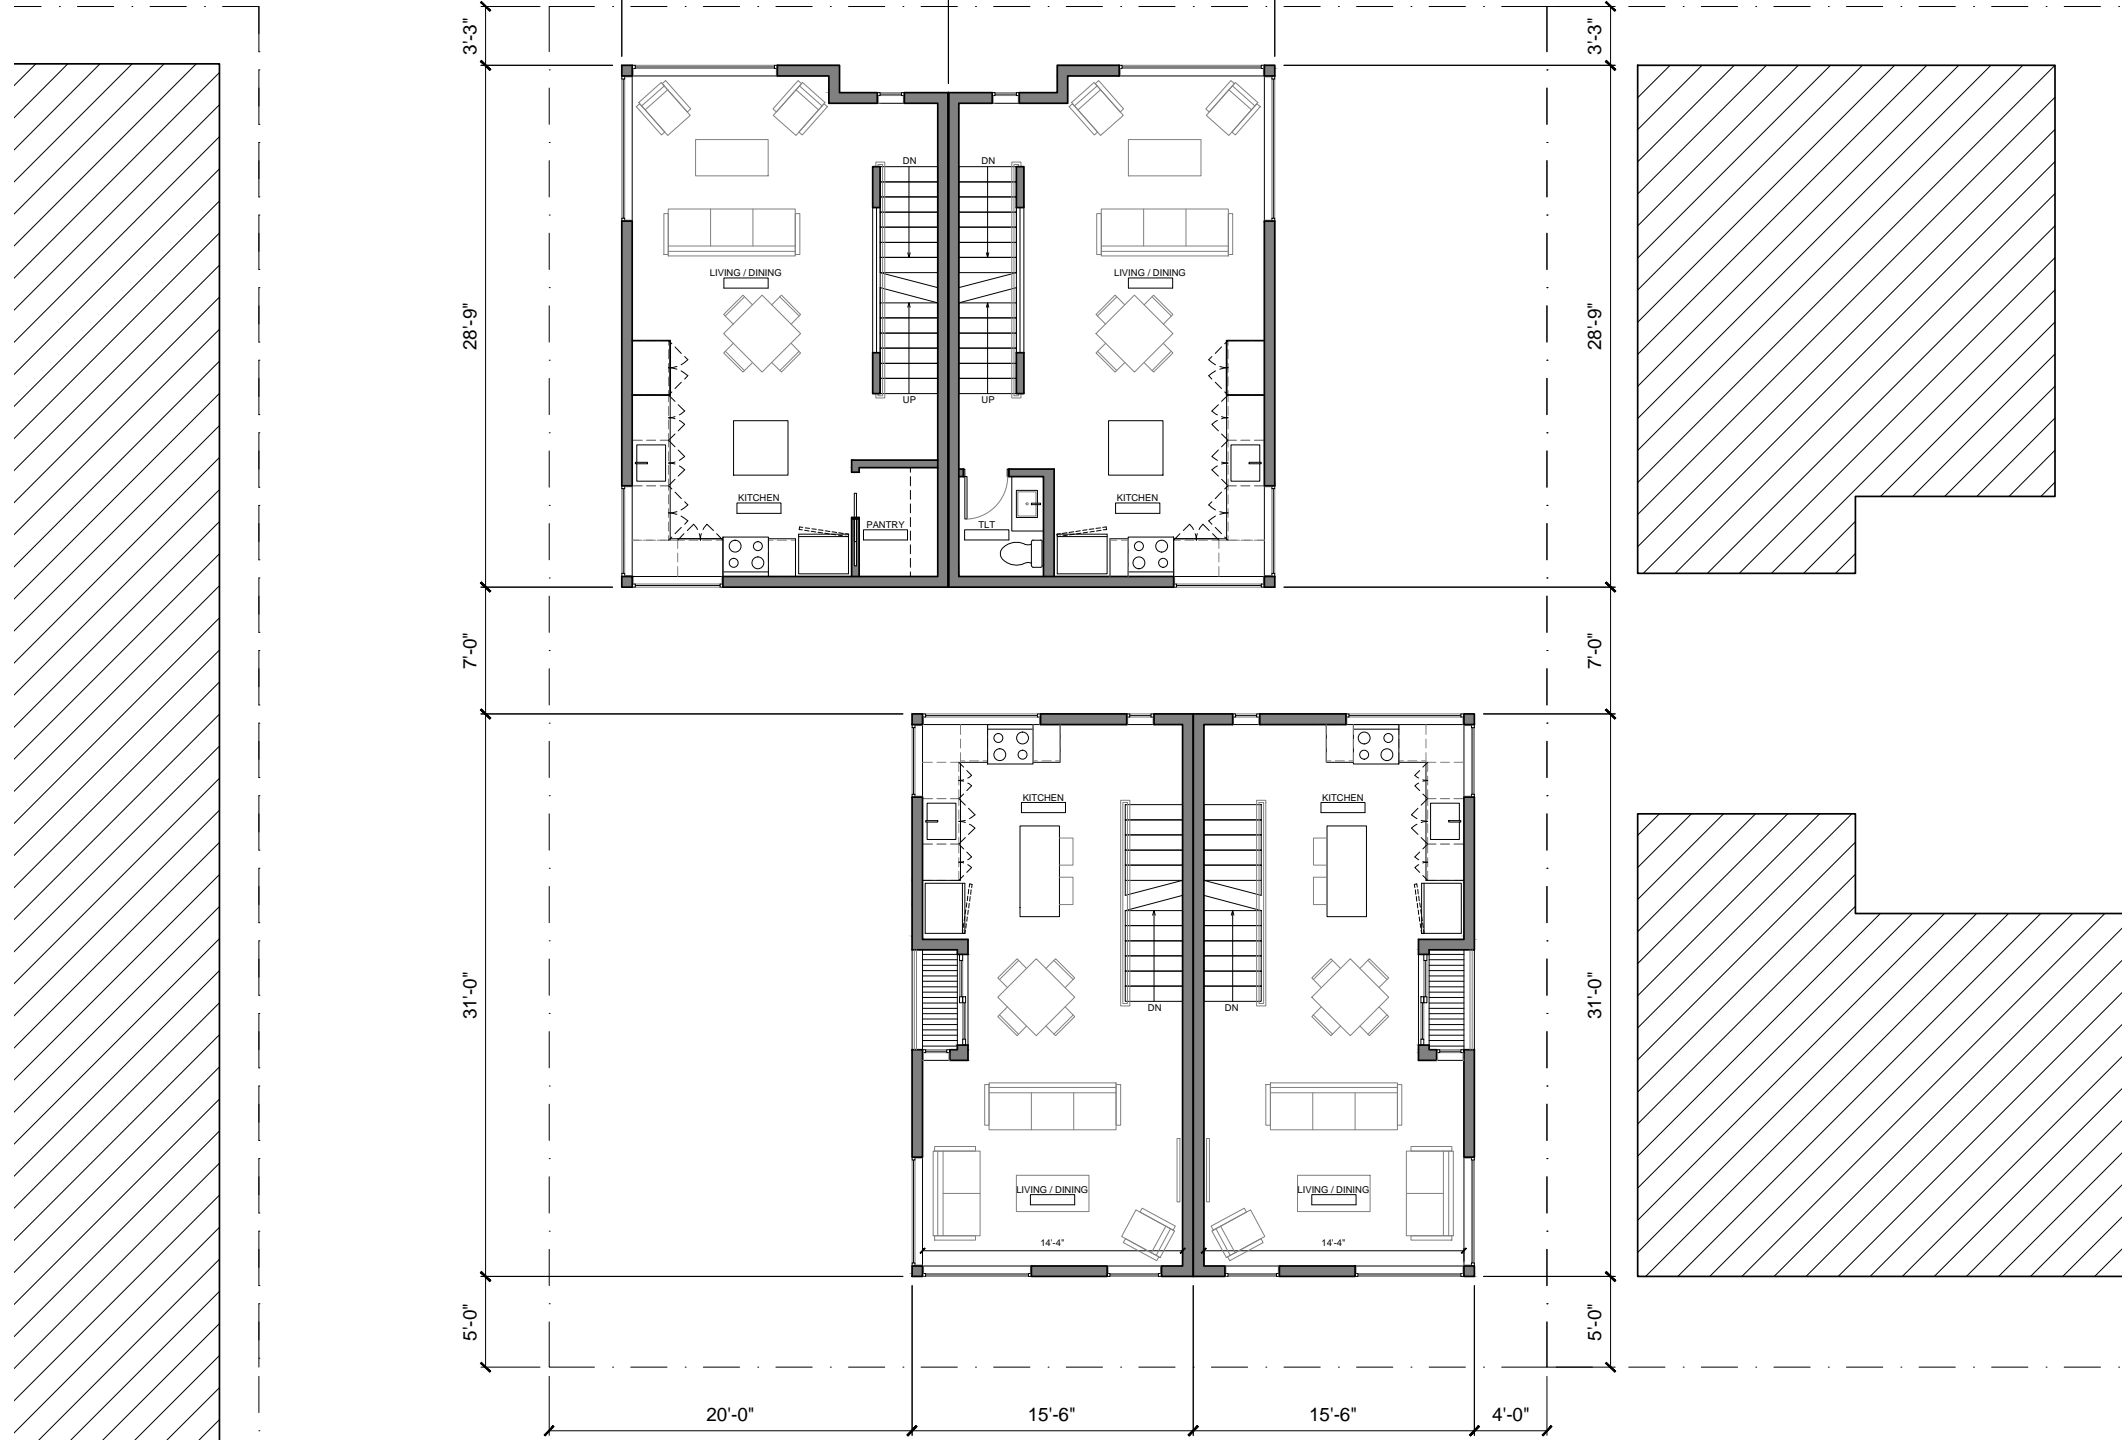 3'-3"
3'-3"
DN
DN
LIVING / DINING
LIVING / DINING
28'-9"
28'-9"
UP
UP
KITCHEN
KITCHEN
PANTRY
TLT
7'-0"
7'-0"
KITCHEN
KITCHEN
31'-0"
31'-0"
DN
DN
LIVING / DINING
LIVING / DINING
14'-4"
14'-4"
5'-0"
5'-0"
20'-0"
15'-6"
15'-6"
4'-0"